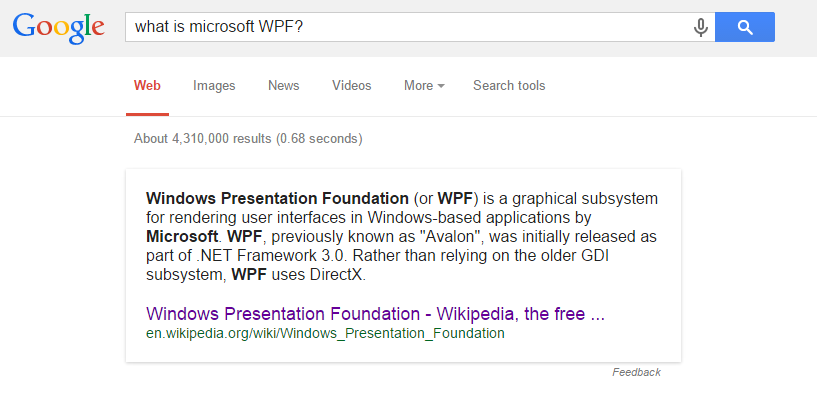 Google
what is microsoft WPF?
Web Images News Videos More Search tools
About 4,310,000 results (0.68 seconds)
Windows Presentation Foundation (or WPF) is a graphical subsystem
for rendering user interfaces in Windows-based applications by
Microsoft. WPF, previously known as "Avalon", was initially released as
part of .NET Framework 3.0. Rather than relying on the older GDI
subsystem, WPF uses DirectX.
Windows Presentation Foundation - Wikipedia, the free ...
en.wikipedia.org/wiki/Windows_Presentation_Foundation
Feedback